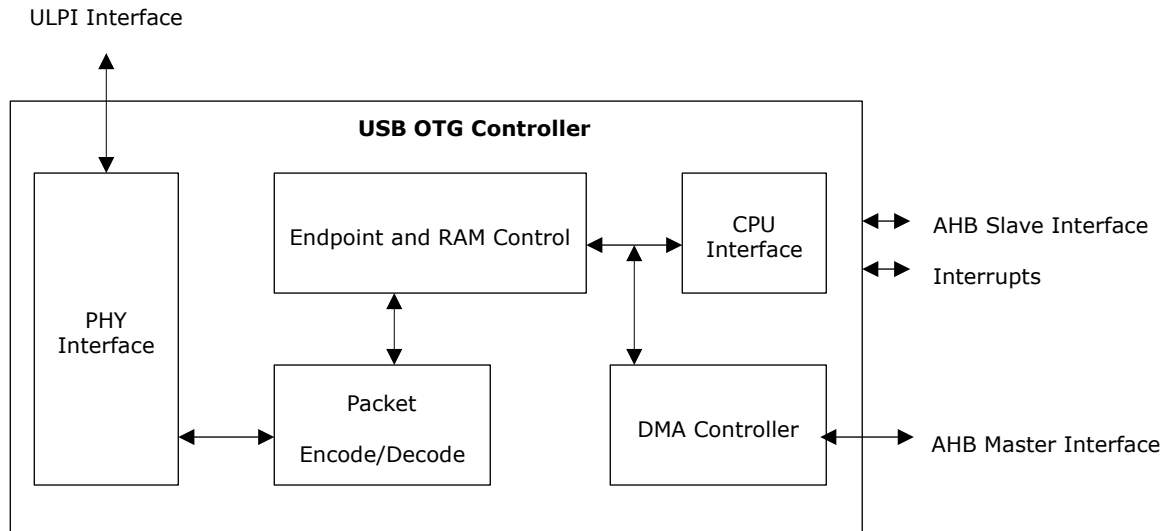 ULPI Interface
USB OTG Controller
Endpoint and RAM Control
CPU
Interface
AHB Slave Interface
Interrupts
PHY
Interface
Packet
Encode/Decode
DMA Controller
AHB Master Interface